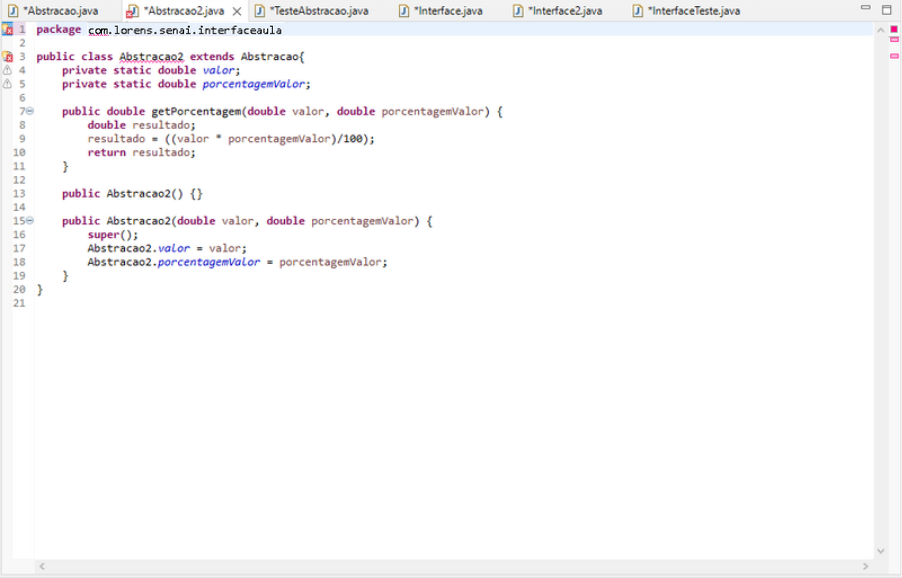 *Abstracao.java *Abstracao2.java *TesteAbstracao.java *Interface.java *Interface2.java *InterfaceTeste.java
1 package com.lorens.senai.interfaceaula
2
3 public class Abstracao2 extends Abstracao{
4 private static double valor;
5 private static double porcentagemValor;
6
7 public double getPorcentagem(double valor, double porcentagemValor) {
8 double resultado;
9 resultado = ((valor * porcentagemValor)/100);
10 return resultado;
11 }
12
13 public Abstracao2() {}
14
15 public Abstracao2(double valor, double porcentagemValor) {
16 super();
17 Abstracao2.valor = valor;
18 Abstracao2.porcentagemValor = porcentagemValor;
19 }
20 }
21